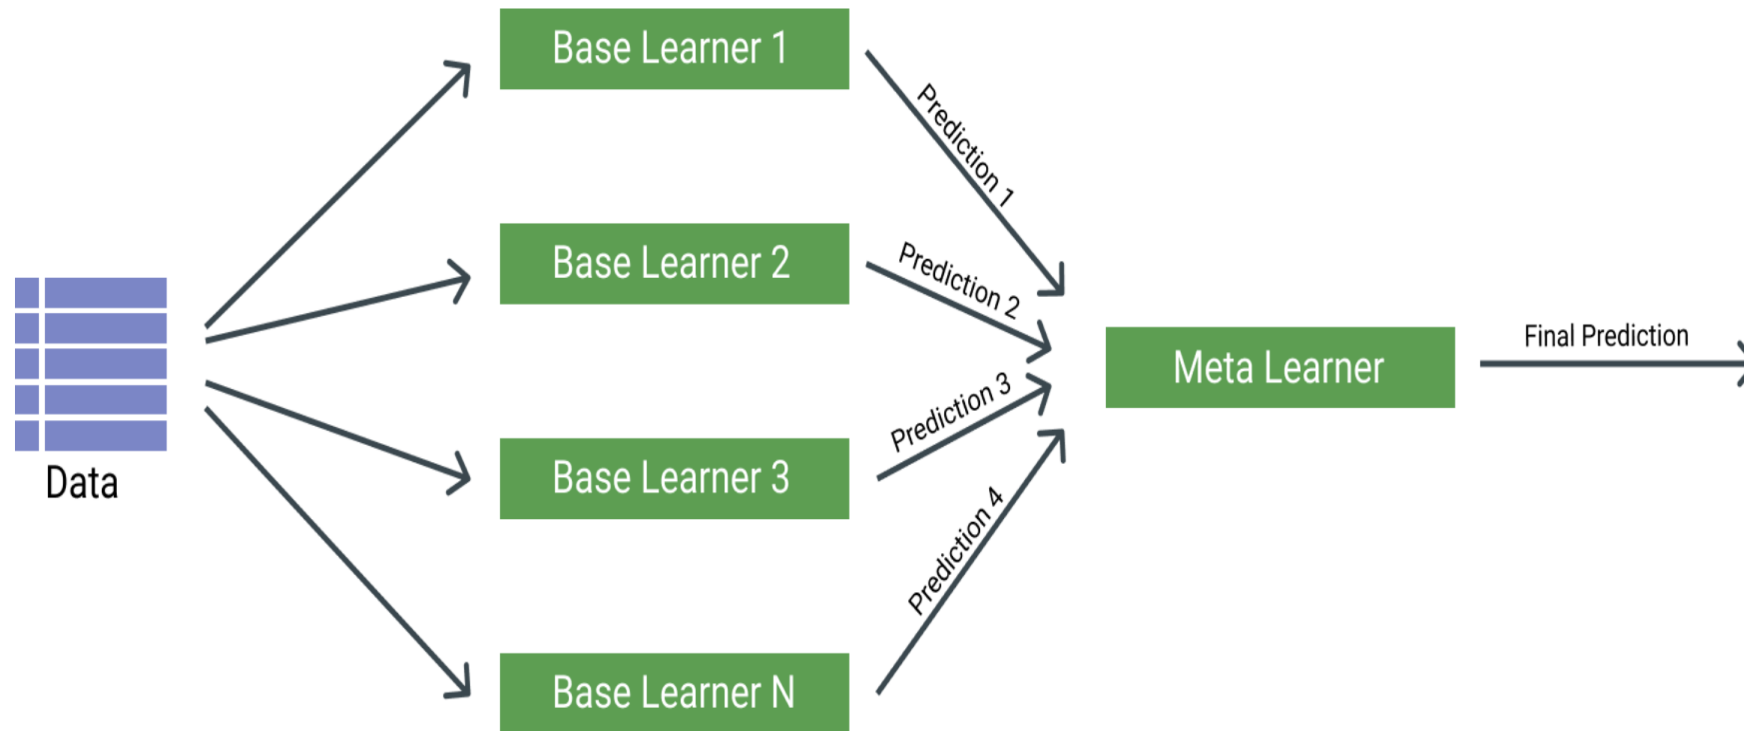 Base Learner 1
Prediction 1
Base Learner 2
Prediction 2
Data
Base Learner 3
Prediction 3
Base Learner N
Prediction 4
Meta Learner
Final Prediction